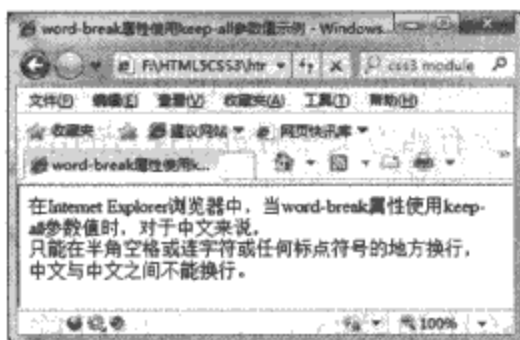 word-break属性使用keep-all参数值示例 - Windows...
F:\HTML5CSS3\htr
css3 module
文件(F) 编辑(E) 查看(V) 收藏夹(A) 工具(T) 帮助(H)
收藏夹 建议网站 网页快讯库
word-break属性使用k...
在Internet Explorer浏览器中，当word-break属性使用keep-
all参数值时，对于中文来说，
只能在半角空格或连字符或任何标点符号的地方换行，
中文与中文之间不能换行。
100%